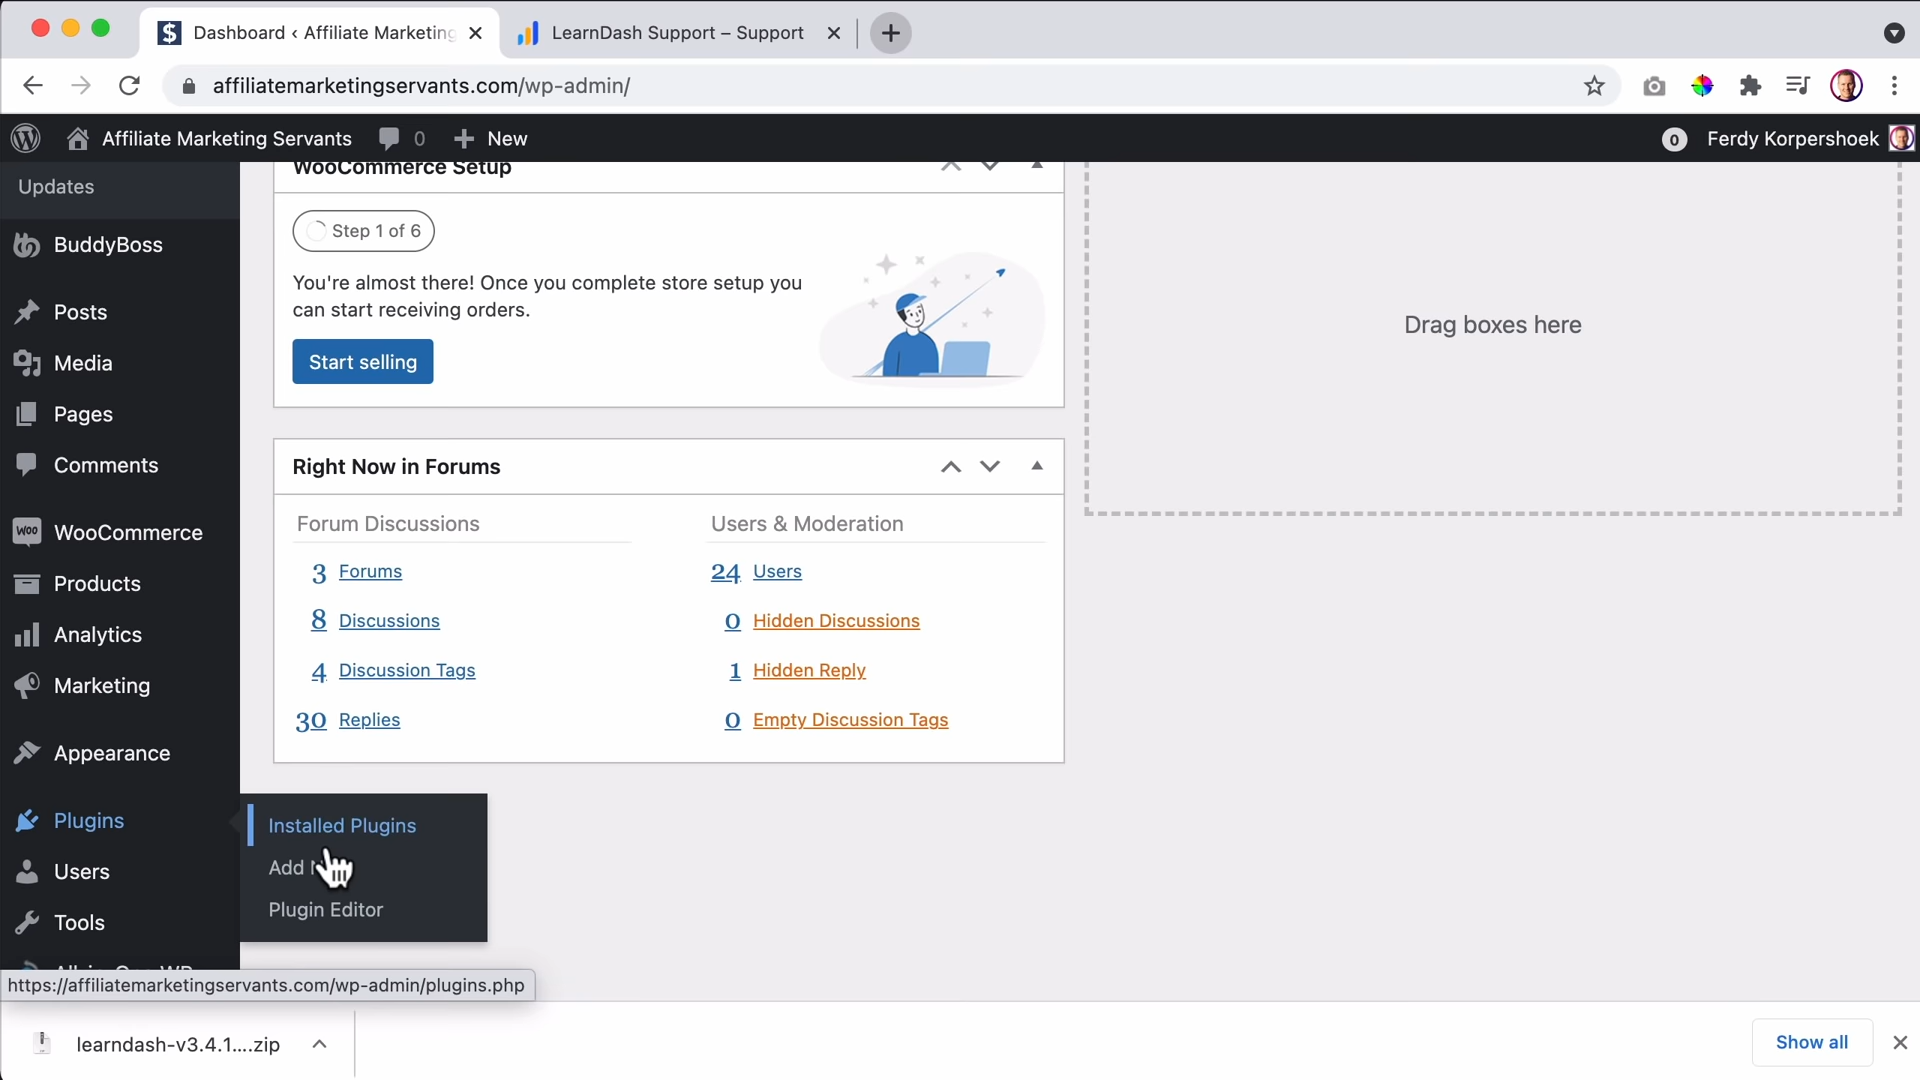 Dashboard ‹ Affiliate Marketing
LearnDash Support – Support
affiliatemarketingservants.com/wp-admin/
Affiliate Marketing Servants
0
New
0
Ferdy Korpershoek
Updates
BuddyBoss
Posts
Media
Pages
Comments
WOO
WooCommerce
Products
Analytics
Marketing
Appearance
Plugins
Users
Tools
WooCommerce Setup
Step 1 of 6
You're almost there! Once you complete store setup you
can start receiving orders.
Start selling
Drag boxes here
Right Now in Forums
Forum Discussions
3 Forums
8 Discussions
4 Discussion Tags
30 Replies
Users & Moderation
24 Users
0 Hidden Discussions
1 Hidden Reply
0 Empty Discussion Tags
Installed Plugins
Add
Plugin Editor
https://affiliatemarketingservants.com/wp-admin/plugins.php
learndash-v3.4.1....zip
Show all